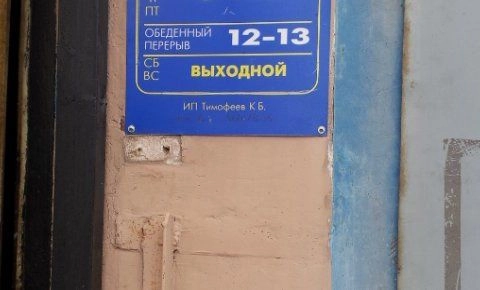 ПТ
ОБЕДЕННЫЙ ПЕРЕРЫВ 12-13
СБ
ВС ВЫХОДНОЙ
ИП Тимофеев К.Б.